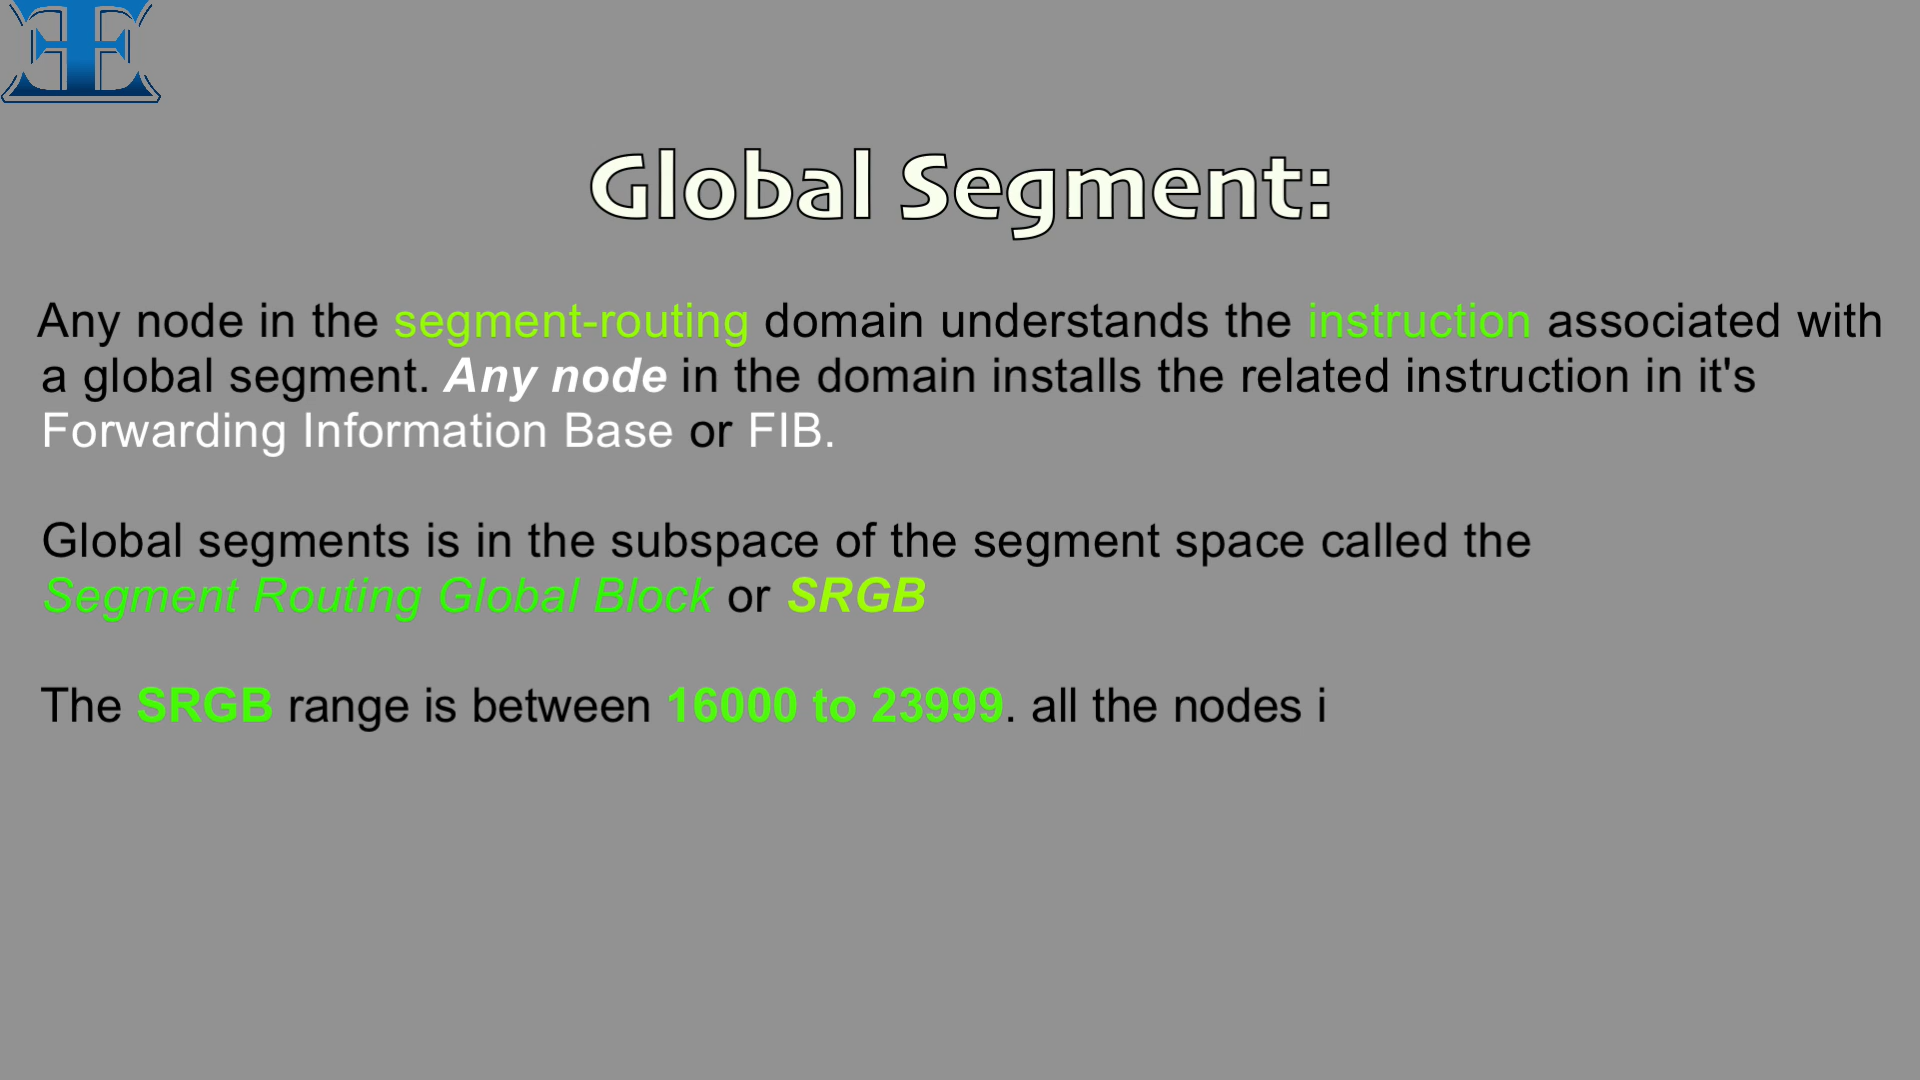 Global Segment:
Any node in the segment-routing domain understands the instruction associated with
a global segment. Any node in the domain installs the related instruction in it's
Forwarding Information Base or FIB.
Global segments is in the subspace of the segment space called the
Segment Routing Global Block or SRGB
The SRGB range is between 16000 to 23999. all the nodes i